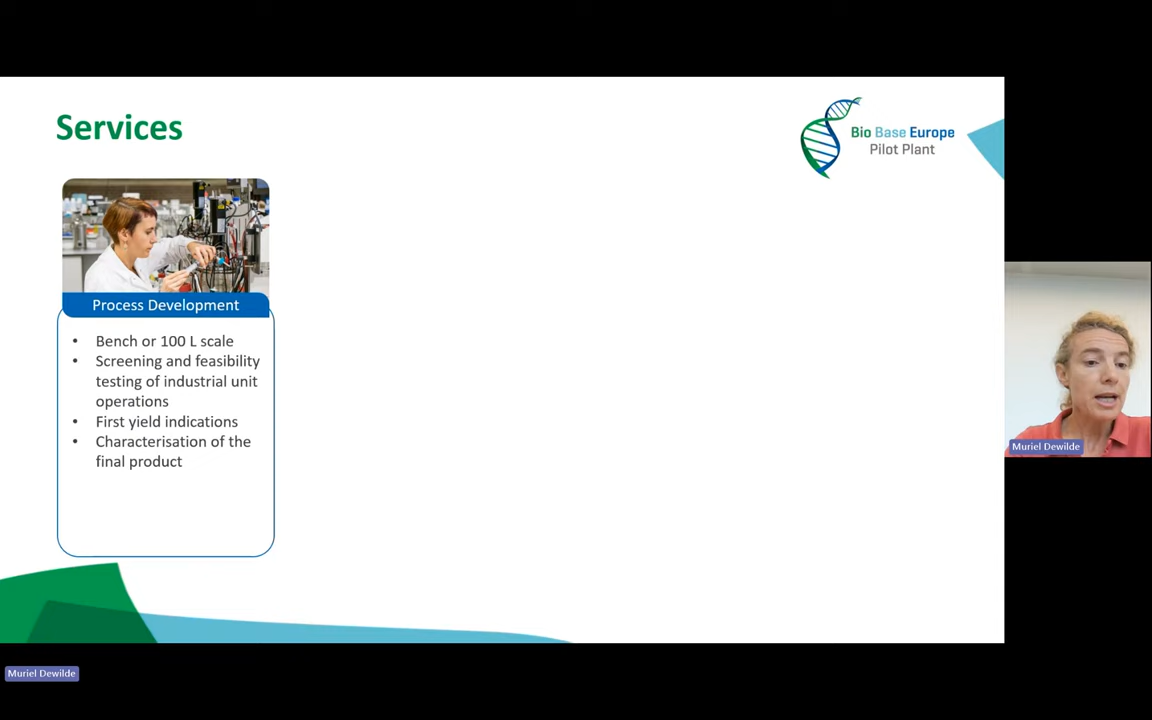 Services
Bio Base Europe
Pilot Plant
Process Development
• Bench or 100 L scale
• Screening and feasibility
testing of industrial unit
operations
• First yield indications
• Characterisation of the
final product
Muriel Dewilde
Muriel Dewilde